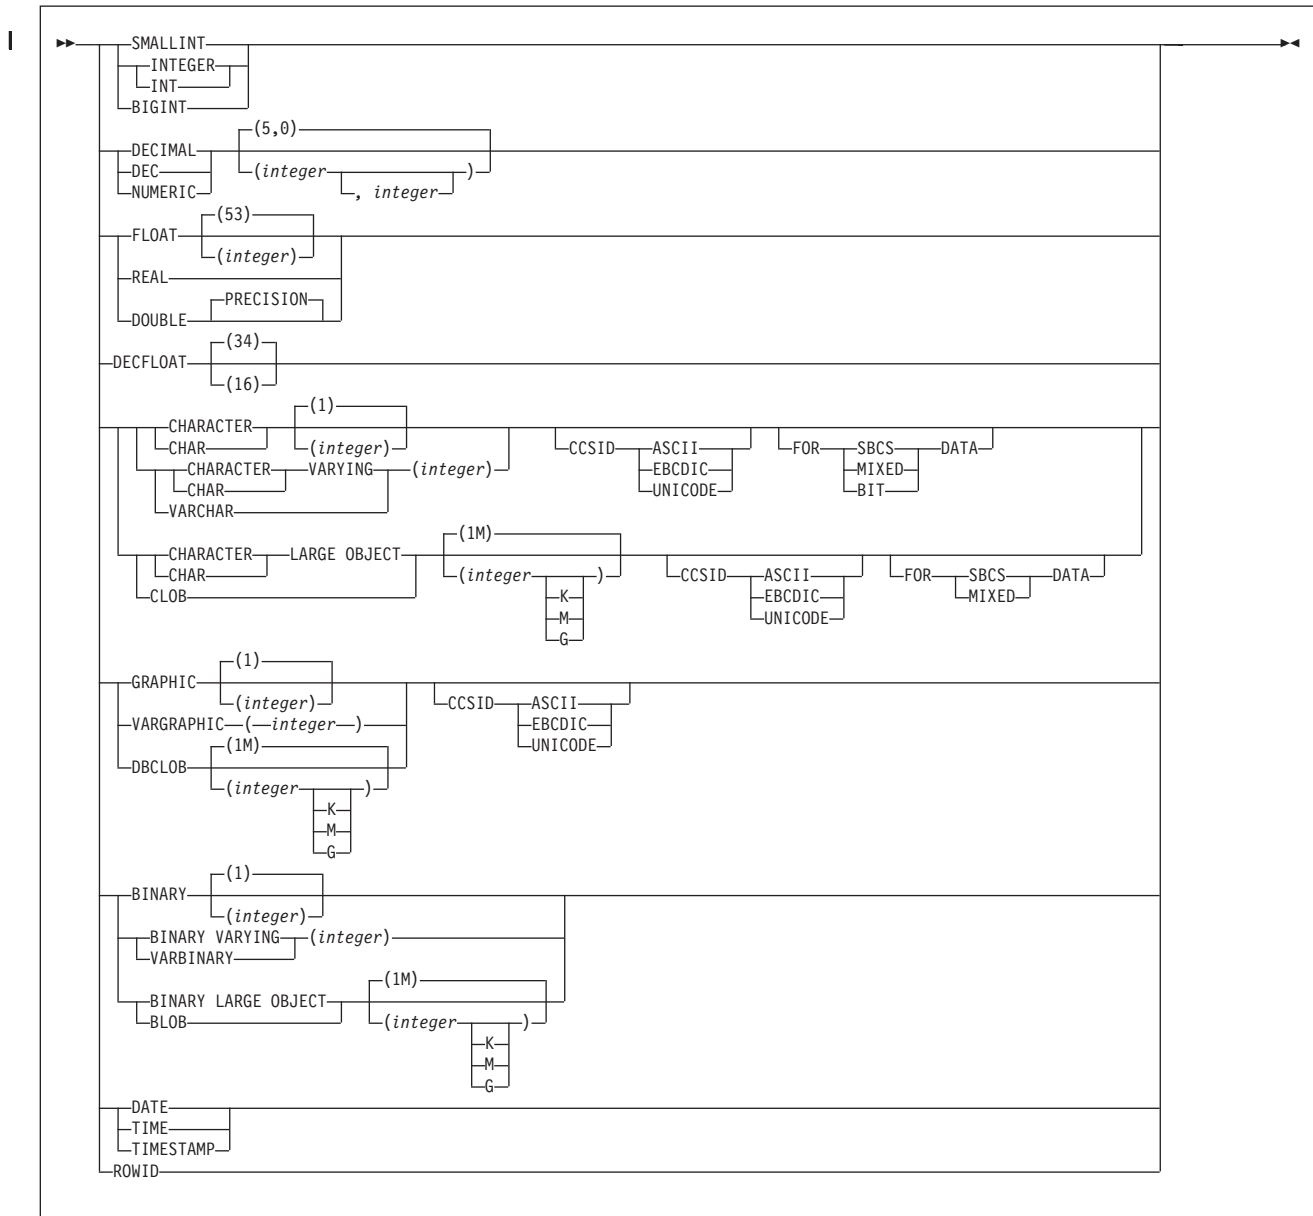 SMALLINT
INTEGER
INT
BIGINT
(5,0)
DECIMAL
DEC (integer )
NUMERIC , integer
(53)
FLOAT
(integer)
REAL
PRECISION
DOUBLE
(34)
DECFLOAT
(16)
(1)
CHARACTER
CHAR (integer) CCSID ASCII FOR SBCS DATA
CHARACTER VARYING (integer) EBCDIC MIXED
CHAR UNICODE BIT
VARCHAR
(1M)
CHARACTER LARGE OBJECT
CHAR (integer ) CCSID ASCII FOR SBCS DATA
CLOB K EBCDIC MIXED
M UNICODE
G
(1)
GRAPHIC
(integer) CCSID ASCII
VARGRAPHIC ( integer ) EBCDIC
(1M) UNICODE
DBCLOB
(integer )
K
M
G
(1)
BINARY
(integer)
BINARY VARYING (integer)
VARBINARY
(1M)
BINARY LARGE OBJECT
BLOB (integer )
K
M
G
DATE
TIME
TIMESTAMP
ROWID